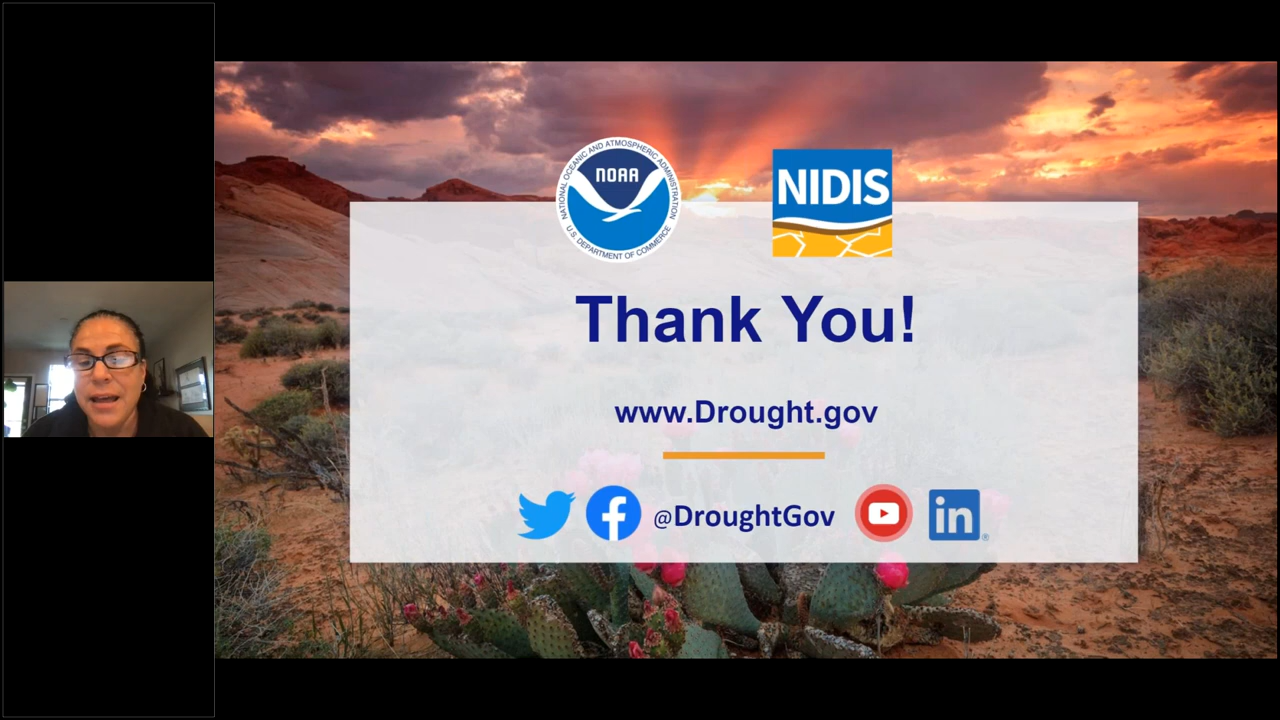 NATIONAL OCEANIC AND ATMOSPHERIC ADMINISTRATION
NOAA
U.S. DEPARTMENT OF COMMERCE
NIDIS
Thank You!
www.Drought.gov
@DroughtGov
in®